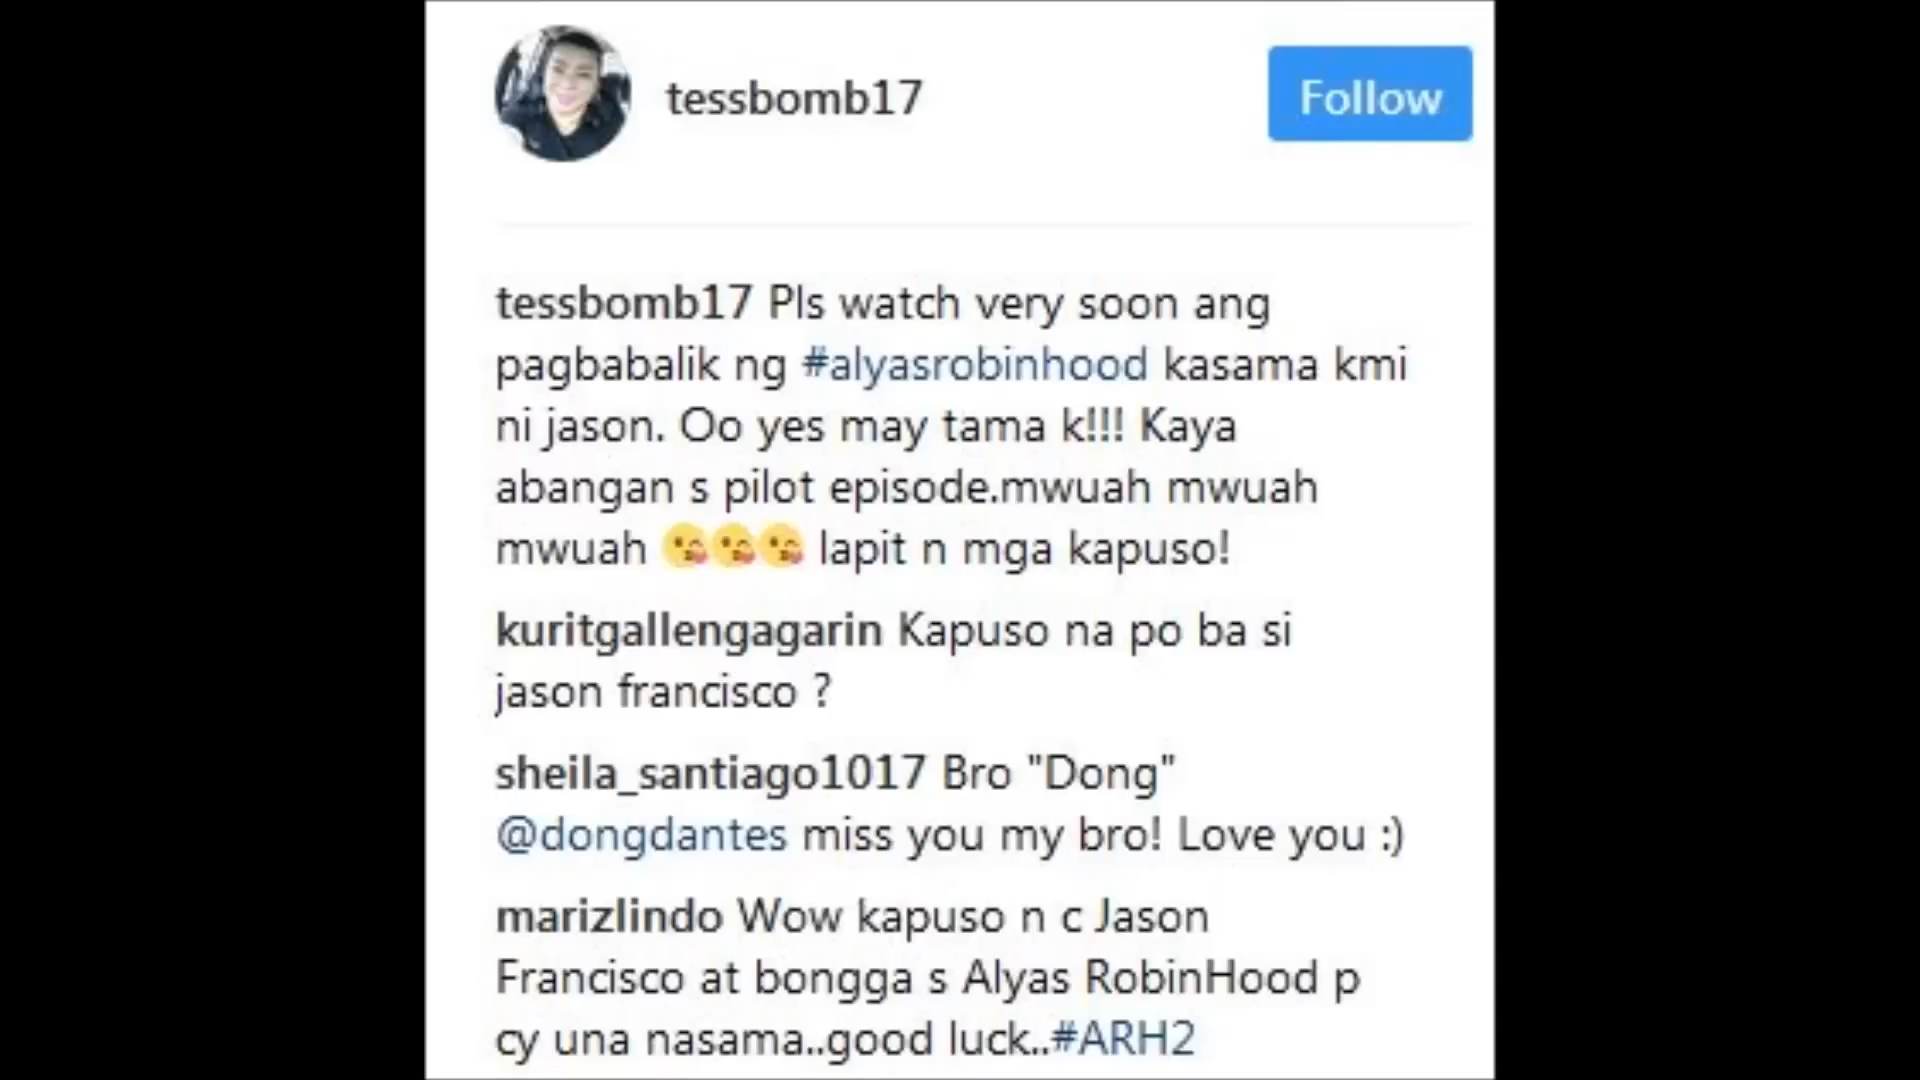 tessbomb17
Follow
tessbomb17 Pls watch very soon ang
pagbabalik ng #alyasrobinhood kasama kmi
ni jason. Oo yes may tama k!!! Kaya
abangan s pilot episode.mwuah mwuah
mwuah 😘😘😘 lapit n mga kapuso!
kuritgallengagarin Kapuso na po ba si
jason francisco ?
sheila_santiago1017 Bro "Dong"
@dongdantes miss you my bro! Love you :)
marizlindo Wow kapuso n c Jason
Francisco at bongga s Alyas RobinHood p
cy una nasama..good luck..#ARH2